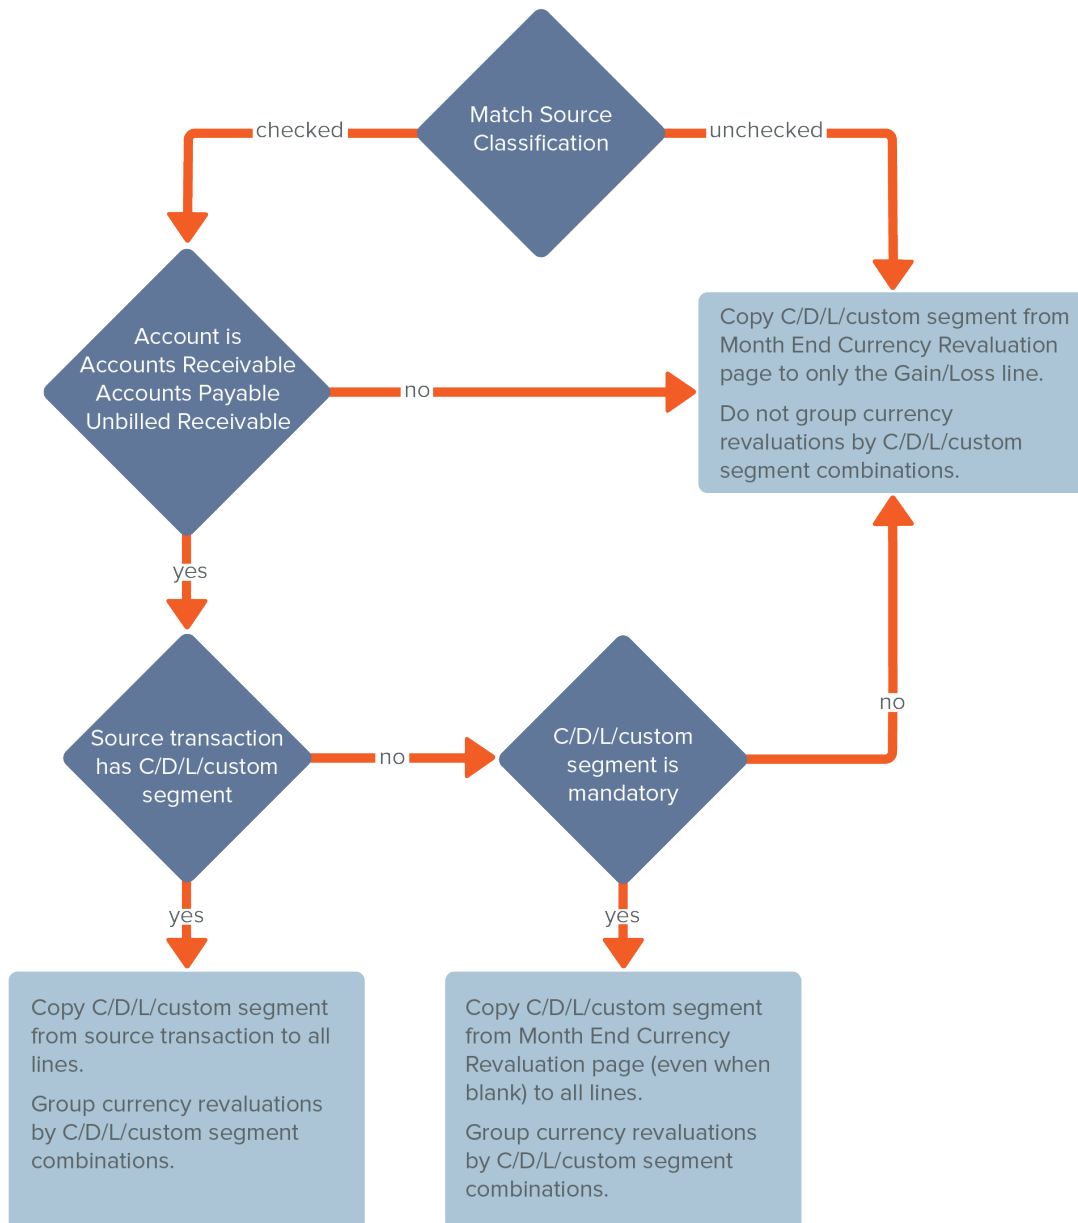 Match Source
Classification
checked
unchecked
Account is
Accounts Receivable
Accounts Payable
Unbilled Receivable
no
Copy C/D/L/custom segment from
Month End Currency Revaluation
page to only the Gain/Loss line.
Do not group currency
revaluations by C/D/L/custom
segment combinations.
yes
Source transaction
has C/D/L/custom
segment
no
C/D/L/custom
segment is
mandatory
no
yes
yes
Copy C/D/L/custom segment
from source transaction to all
lines.
Group currency revaluations
by C/D/L/custom segment
combinations.
Copy C/D/L/custom segment
from Month End Currency
Revaluation page (even when
blank) to all lines.
Group currency revaluations
by C/D/L/custom segment
combinations.